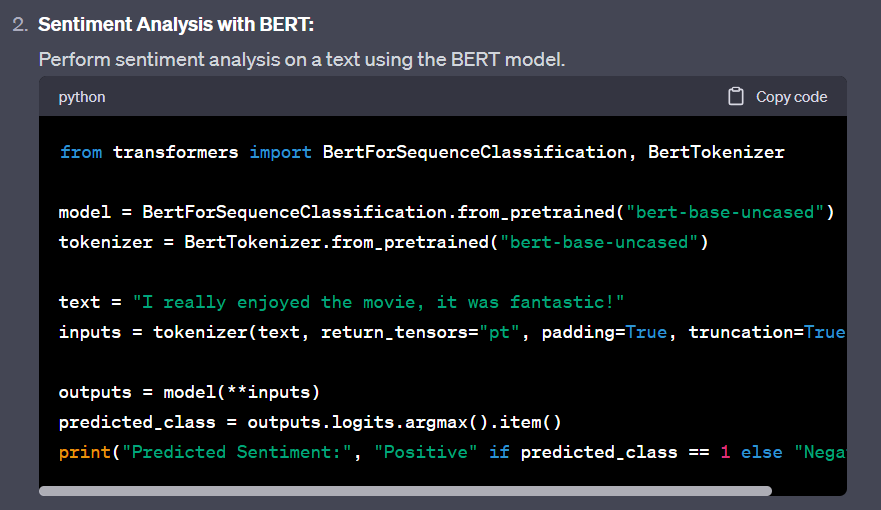 2. Sentiment Analysis with BERT:
Perform sentiment analysis on a text using the BERT model.
python Copy code
from transformers import BertForSequenceClassification, BertTokenizer
model = BertForSequenceClassification.from_pretrained("bert-base-uncased")
tokenizer = BertTokenizer.from_pretrained("bert-base-uncased")
text = "I really enjoyed the movie, it was fantastic!"
inputs = tokenizer(text, return_tensors="pt", padding=True, truncation=True
outputs = model(**inputs)
predicted_class = outputs.logits.argmax().item()
print("Predicted Sentiment:", "Positive" if predicted_class == 1 else "Nega